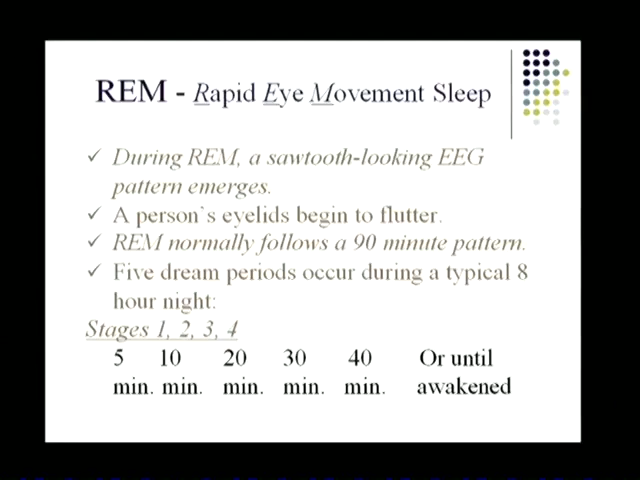 REM - Rapid Eye Movement Sleep
✓ During REM, a sawtooth-looking EEG
pattern emerges.
✓ A person`s eyelids begin to flutter.
✓ REM normally follows a 90 minute pattern.
✓ Five dream periods occur during a typical 8
hour night:
Stages 1, 2, 3, 4
5 10 20 30 40 Or until
min. min. min. min. min. awakened